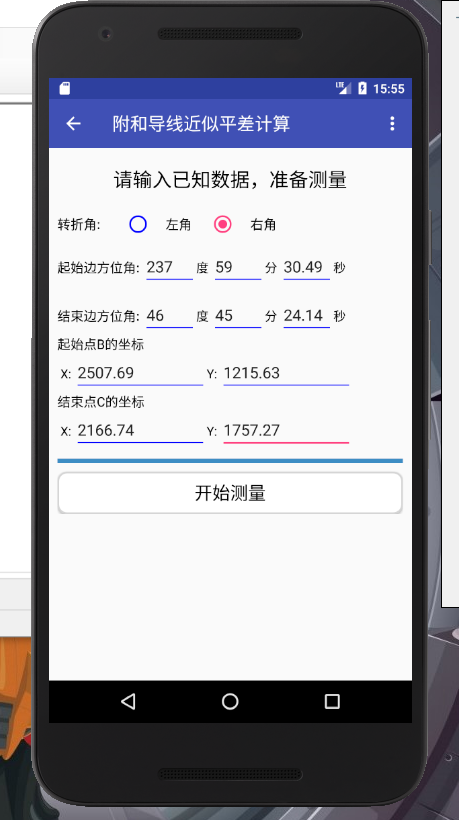 LTE 15:55
附和导线近似平差计算
请输入已知数据，准备测量
转折角: 左角 右角
起始边方位角: 237 度 59 分 30.49 秒
结束边方位角: 46 度 45 分 24.14 秒
起始点B的坐标
X: 2507.69 Y: 1215.63
结束点C的坐标
X: 2166.74 Y: 1757.27
开始测量